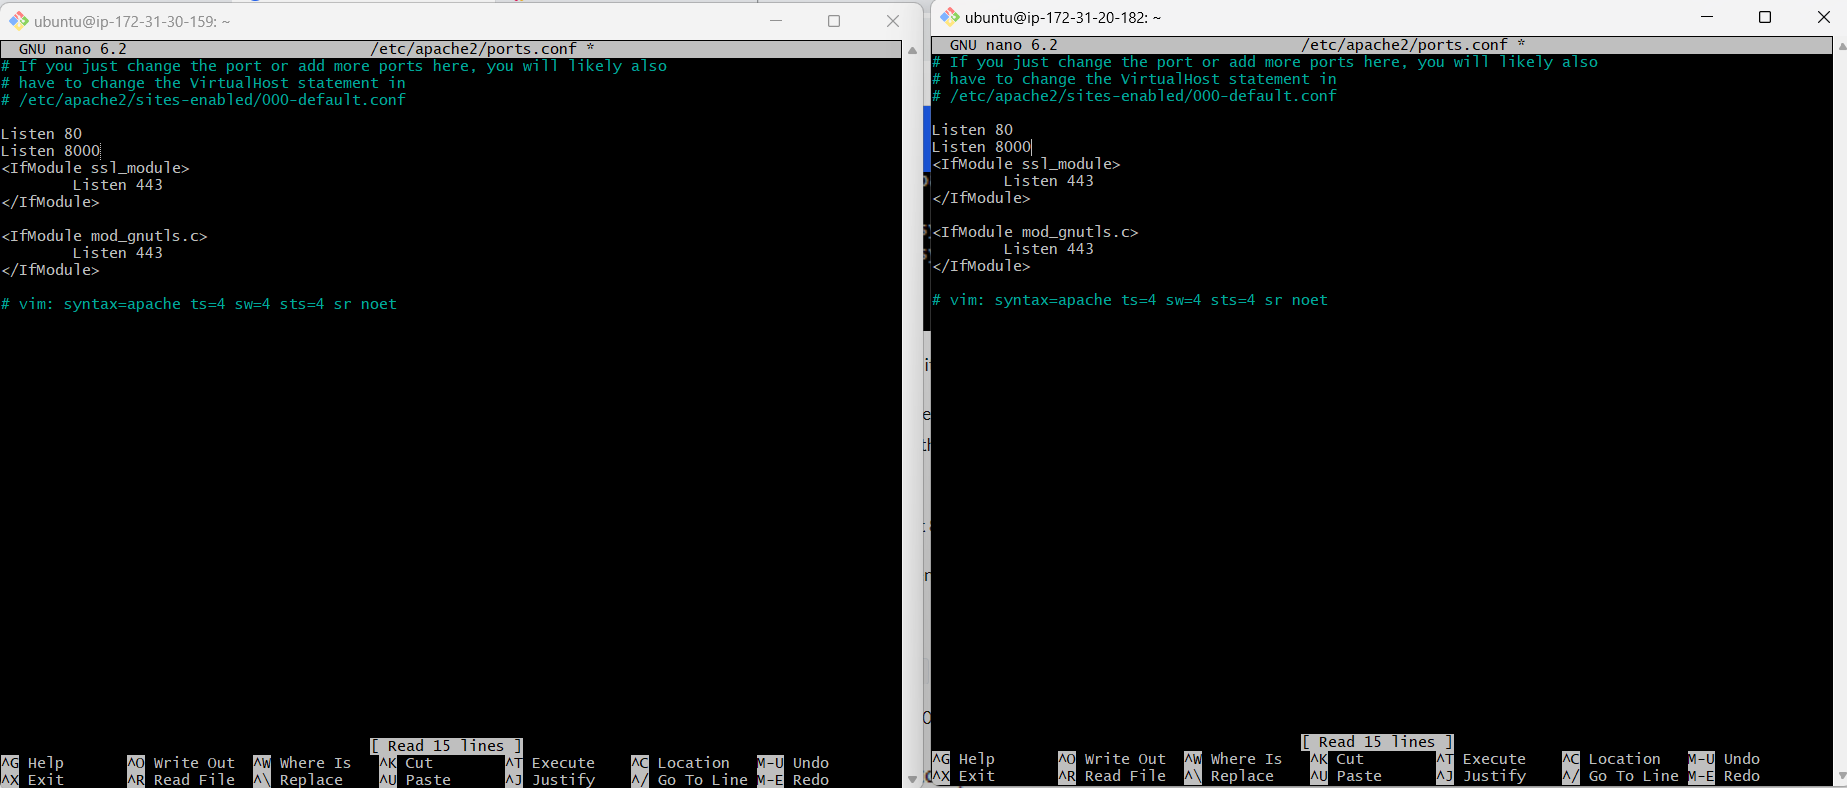 ubuntu@ip-172-31-30-159: ~
GNU nano 6.2 /etc/apache2/ports.conf *
# If you just change the port or add more ports here, you will likely also
# have to change the VirtualHost statement in
# /etc/apache2/sites-enabled/000-default.conf
Listen 80
Listen 8000
<IfModule ssl_module>
Listen 443
</IfModule>
<IfModule mod_gnutls.c>
Listen 443
</IfModule>
# vim: syntax=apache ts=4 sw=4 sts=4 sr noet
[ Read 15 lines ]
^G Help ^O Write Out ^W Where Is ^K Cut ^T Execute ^C Location M-U Undo
^X Exit ^R Read File ^\ Replace ^U Paste ^J Justify ^/ Go To Line M-E Redo
ubuntu@ip-172-31-20-182: ~
GNU nano 6.2 /etc/apache2/ports.conf *
# If you just change the port or add more ports here, you will likely also
# have to change the VirtualHost statement in
# /etc/apache2/sites-enabled/000-default.conf
Listen 80
Listen 8000
<IfModule ssl_module>
Listen 443
</IfModule>
<IfModule mod_gnutls.c>
Listen 443
</IfModule>
# vim: syntax=apache ts=4 sw=4 sts=4 sr noet
[ Read 15 lines ]
^G Help ^O Write Out ^W Where Is ^K Cut ^T Execute ^C Location M-U Undo
^X Exit ^R Read File ^\ Replace ^U Paste ^J Justify ^/ Go To Line M-E Redo